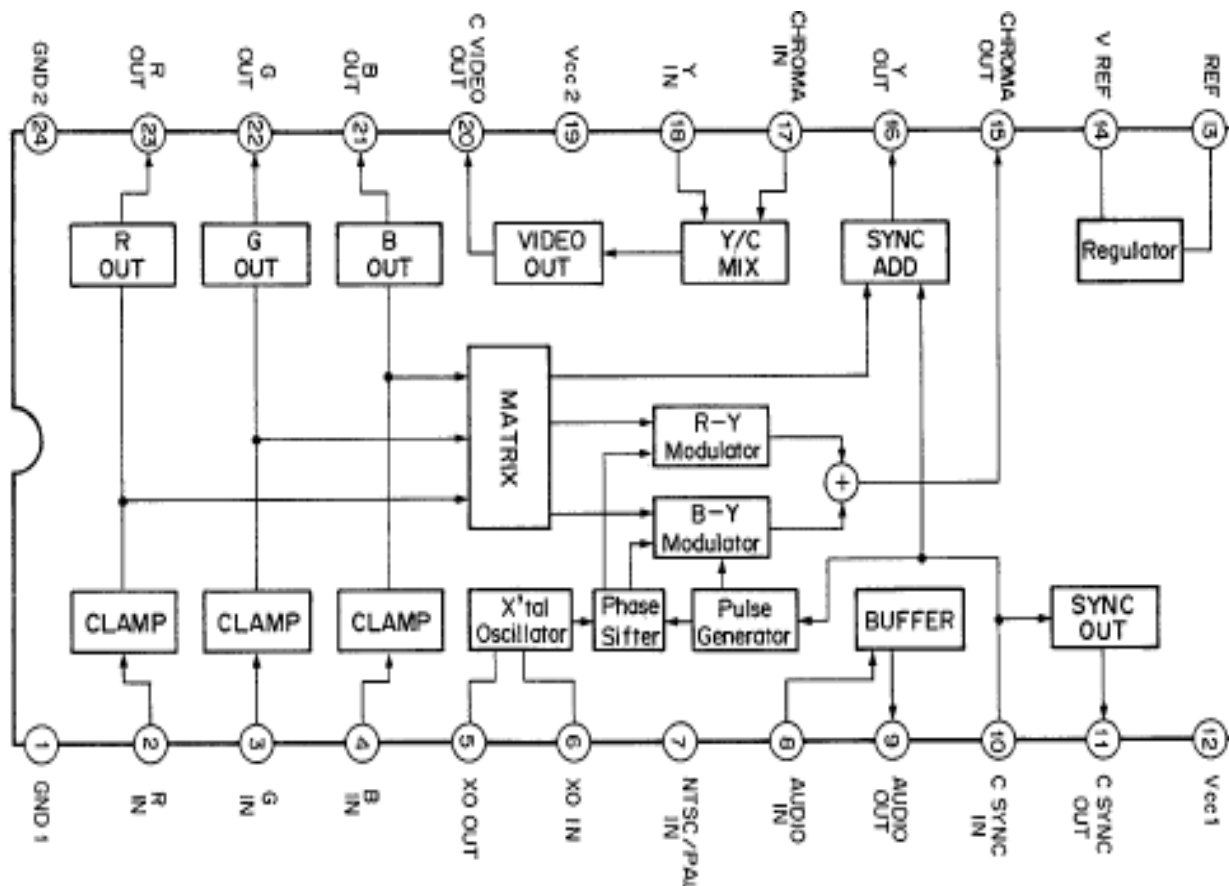 GND 2
R
OUT
G
OUT
B
OUT
C VIDEO
OUT
Vcc 2
Y
IN
CHROMA
IN
Y
OUT
CHROMA
OUT
V REF
IREF
24
23
22
21
20
19
18
17
16
15
14
13
R
OUT
G
OUT
B
OUT
VIDEO
OUT
Y/C
MIX
SYNC
ADD
Regulator
MATRIX
R-Y
Modulator
+
B-Y
Modulator
CLAMP
CLAMP
CLAMP
X'tal
Oscillator
Phase
Sifter
Pulse
Generator
BUFFER
SYNC
OUT
1
2
3
4
5
6
7
8
9
10
11
12
GND 1
R
IN
G
IN
B
IN
XO OUT
XO IN
NTSC/PAL
IN
AUDIO
IN
AUDIO
OUT
C SYNC
IN
C SYNC
OUT
Vcc 1